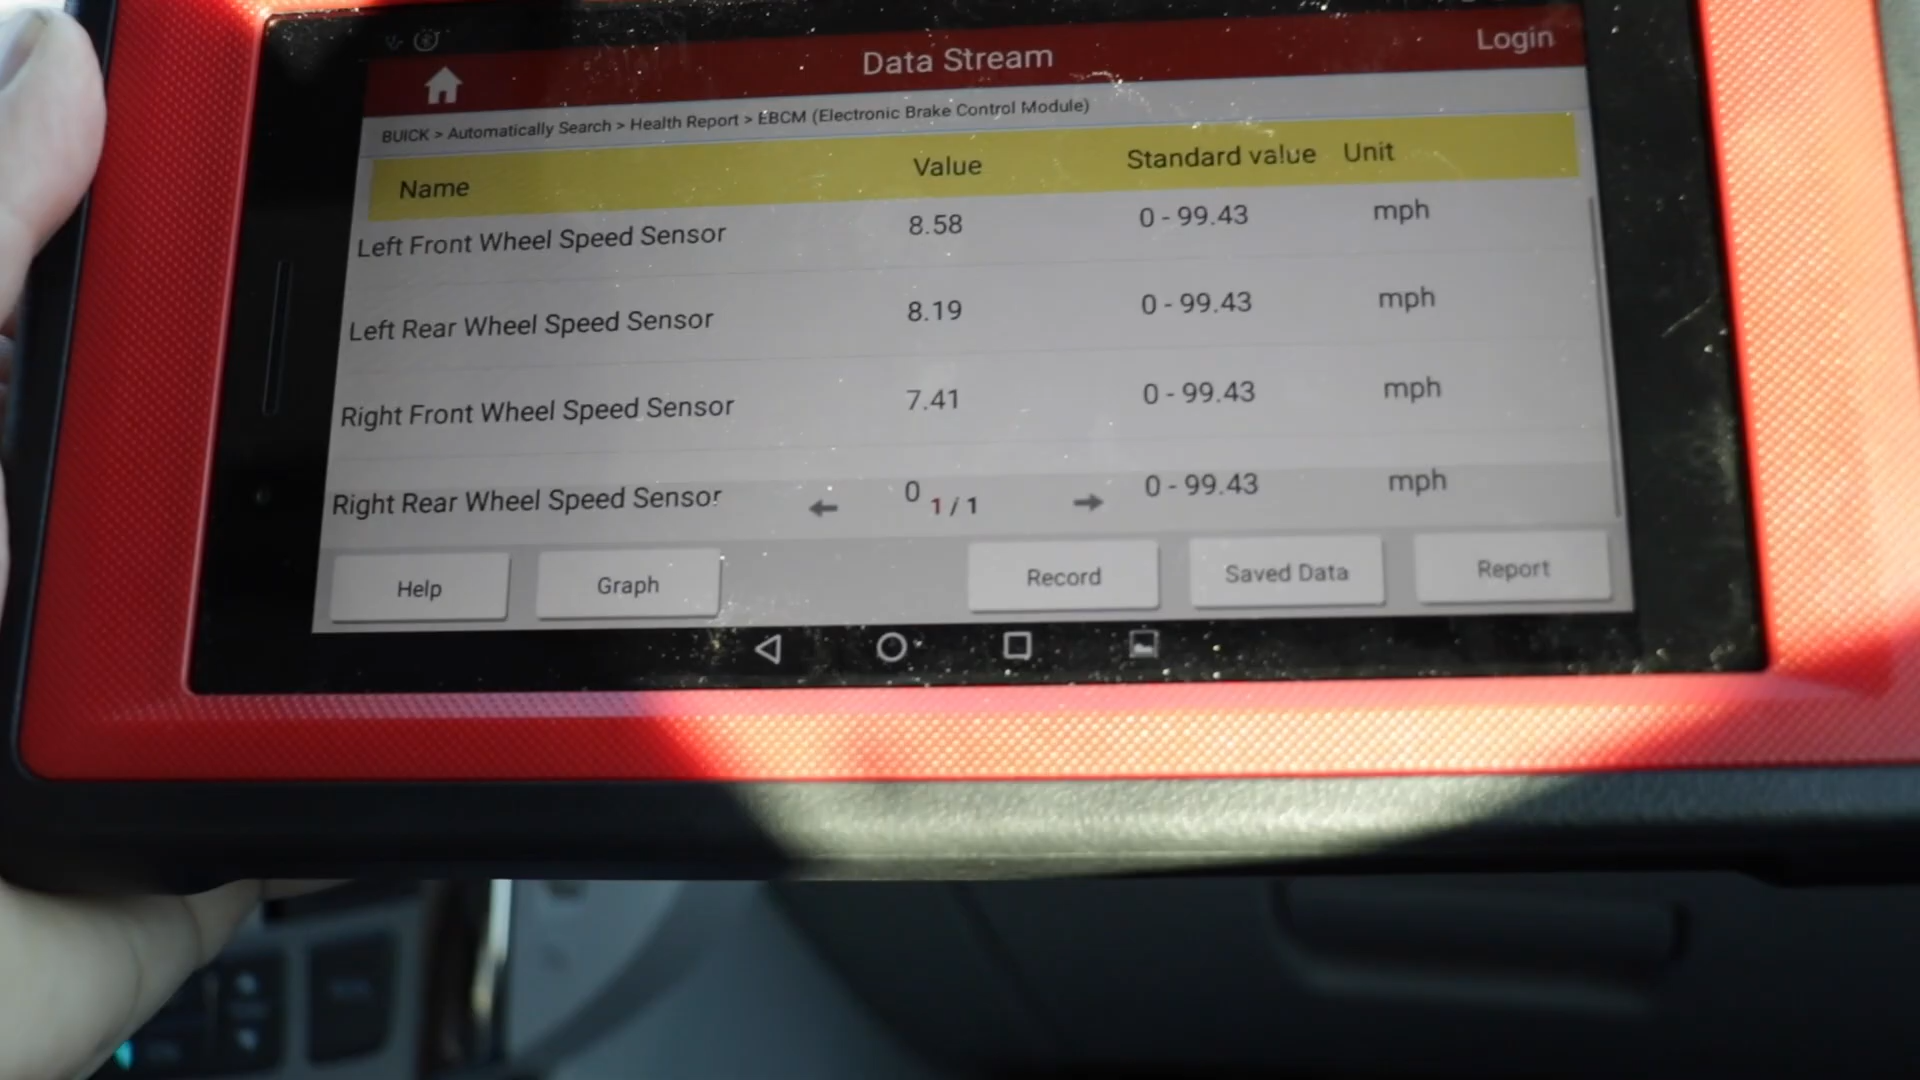 Data Stream
Login
BUICK > Automatically Search > Health Report > EBCM (Electronic Brake Control Module)
Name Value Standard value Unit
Left Front Wheel Speed Sensor 8.58 0 - 99.43 mph
Left Rear Wheel Speed Sensor 8.19 0 - 99.43 mph
Right Front Wheel Speed Sensor 7.41 0 - 99.43 mph
Right Rear Wheel Speed Sensor 0 0 - 99.43 mph
1 / 1
Help Graph Record Saved Data Report